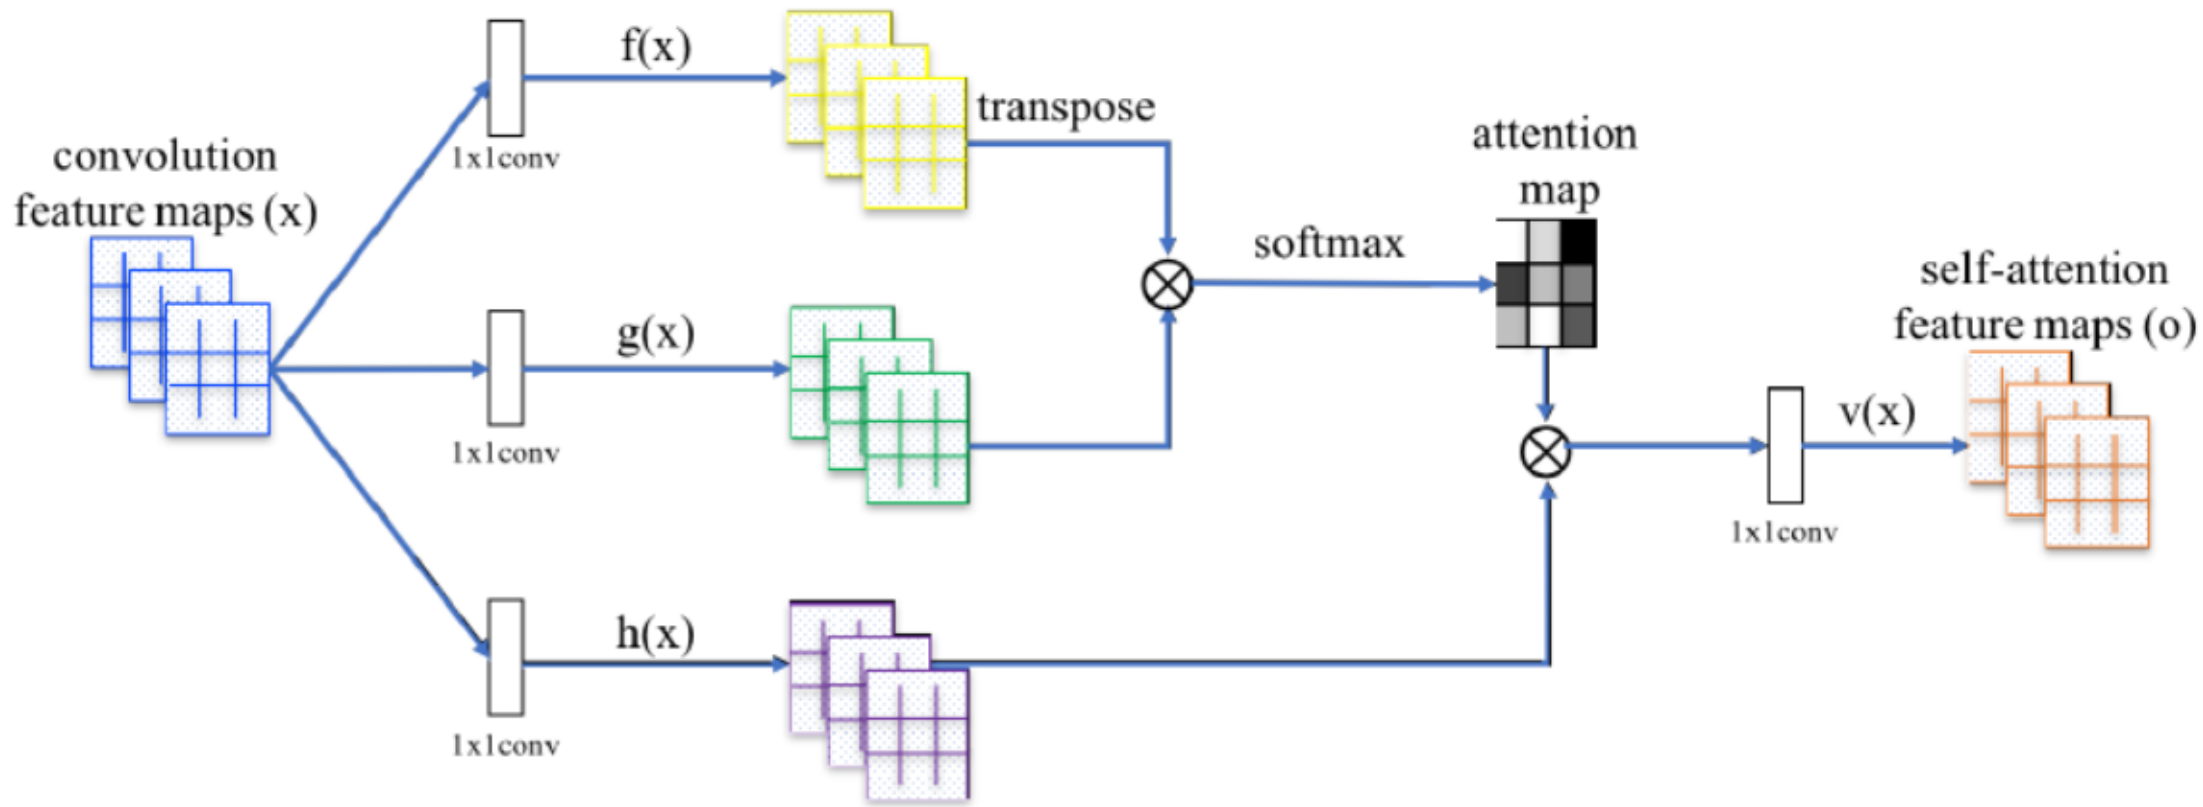 convolution
feature maps (x)
f(x)
1x1conv
transpose
g(x)
1x1conv
h(x)
1x1conv
softmax
attention
map
v(x)
1x1conv
self-attention
feature maps (o)